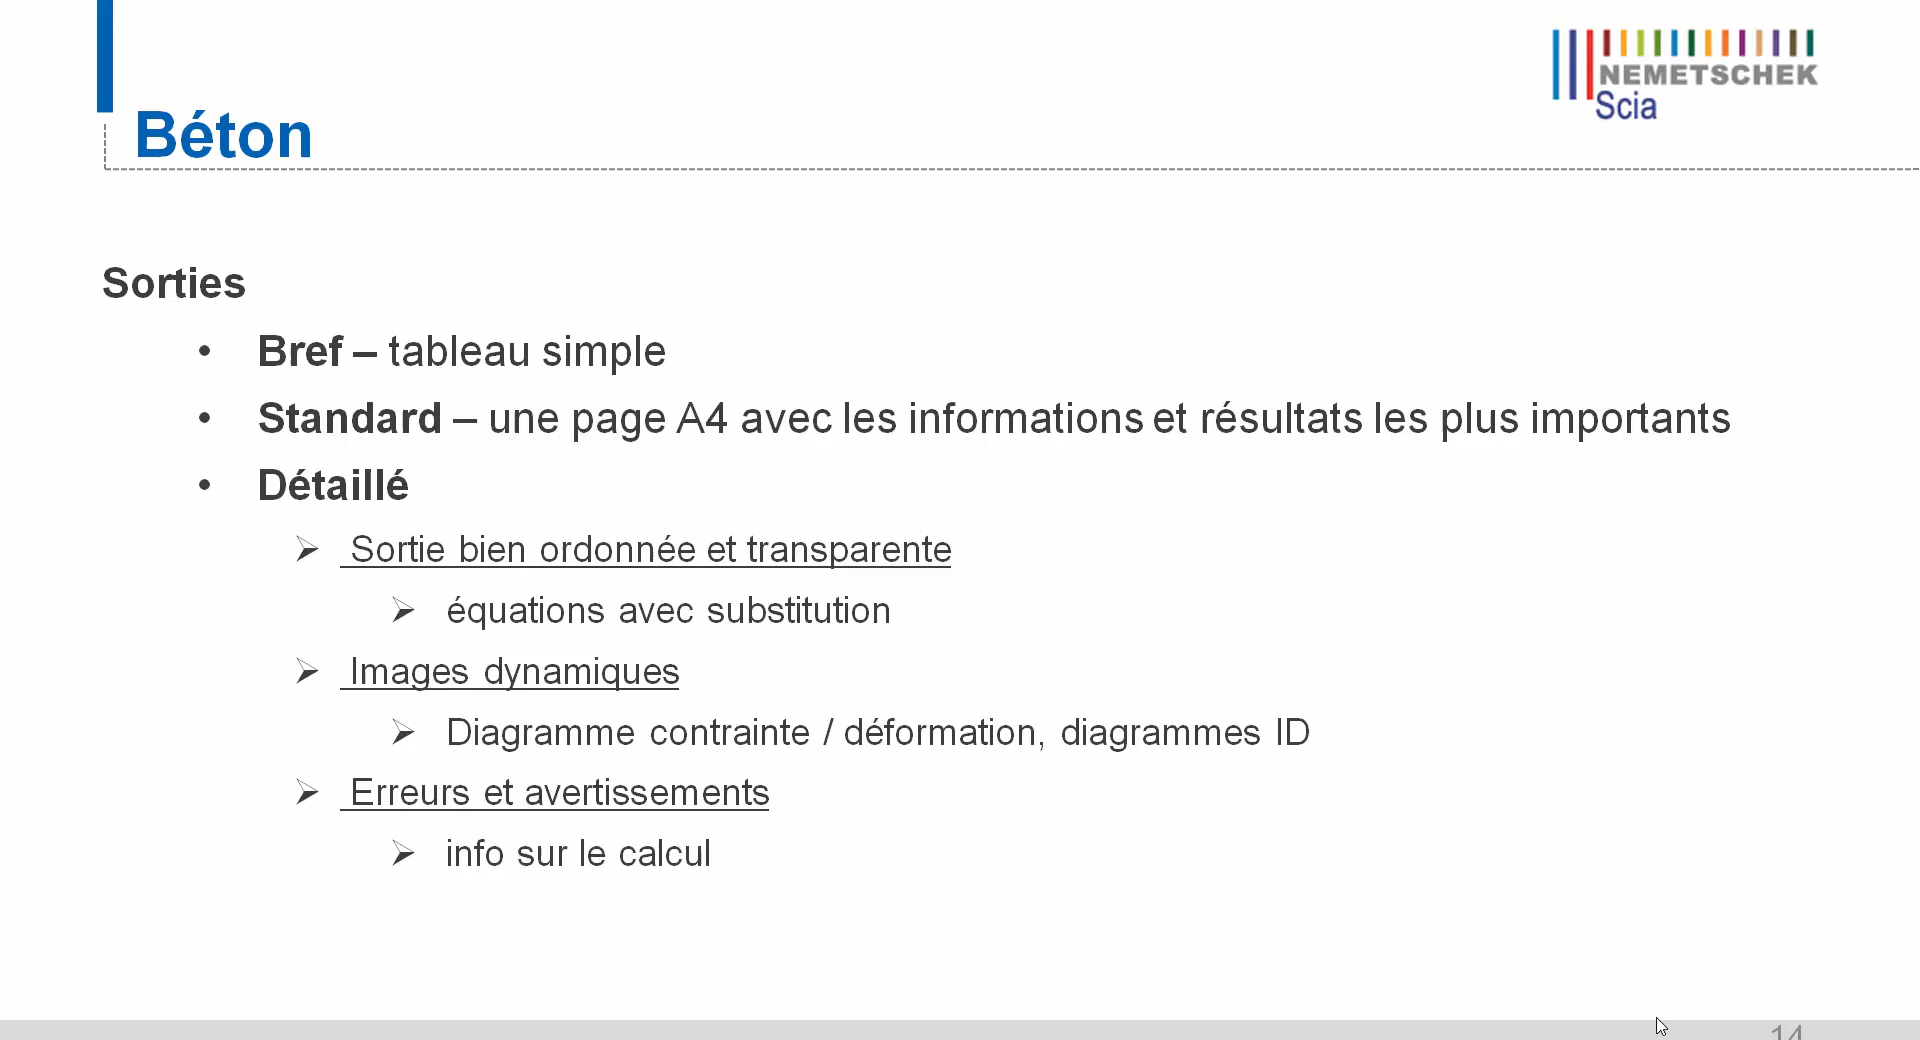 NEMETSCHEK
Scia
Béton
Sorties
• Bref – tableau simple
• Standard – une page A4 avec les informations et résultats les plus importants
• Détaillé
➢ Sortie bien ordonnée et transparente
➢ équations avec substitution
➢ Images dynamiques
➢ Diagramme contrainte / déformation, diagrammes ID
➢ Erreurs et avertissements
➢ info sur le calcul
14